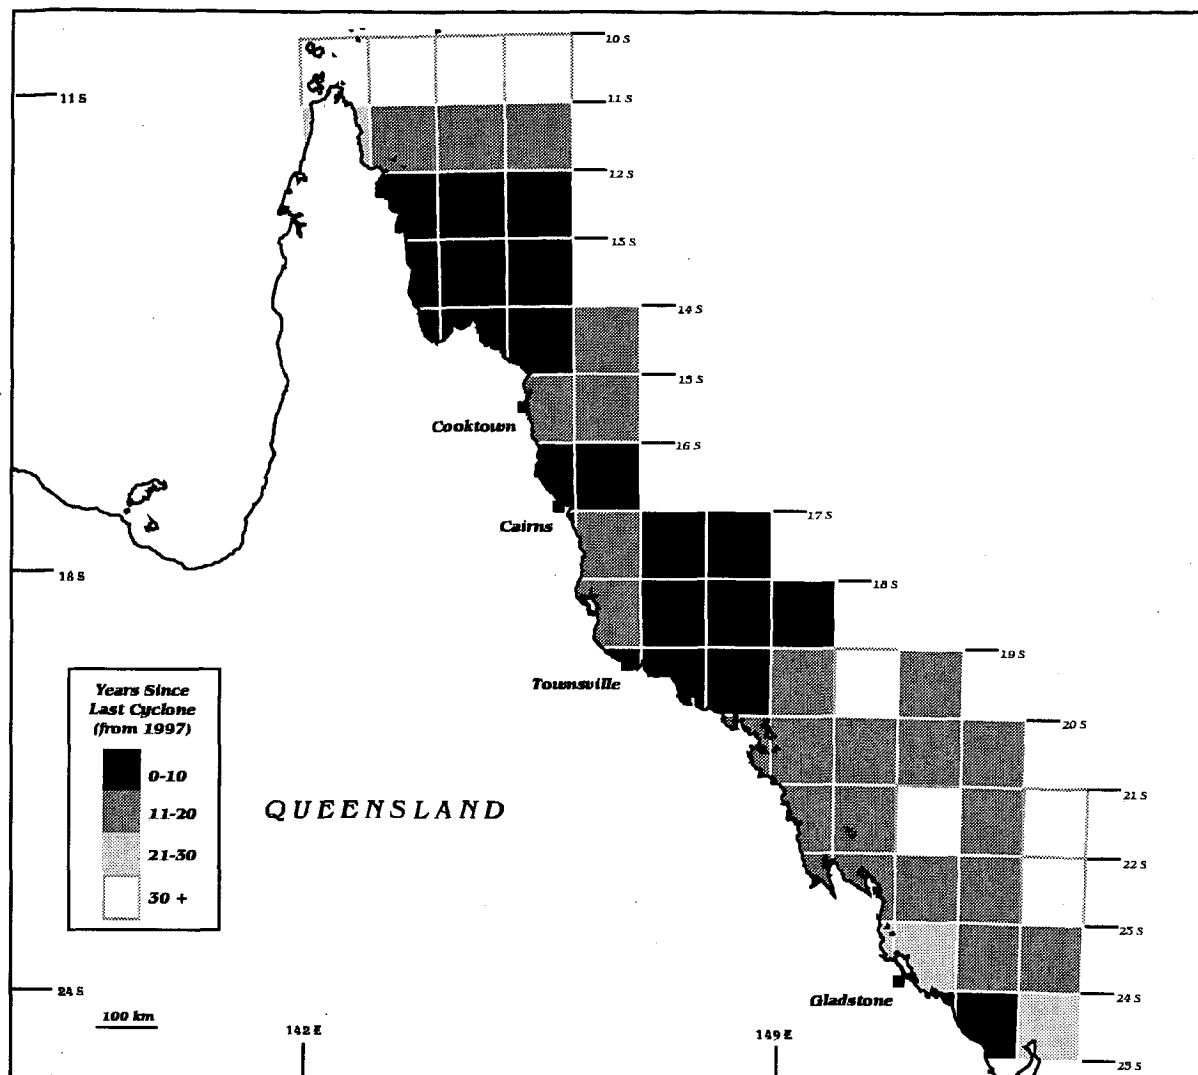 10 S
11 S
11 S
12 S
13 S
14 S
15 S
Cooktown
16 S
Cairns
17 S
18 S
18 S
19 S
Townsville
Years Since
Last Cyclone
(from 1997)
0-10
11-20
21-30
30 +
20 S
QUEENSLAND
21 S
22 S
23 S
24 S
24 S
Gladstone
100 km
142 E
149 E
25 S